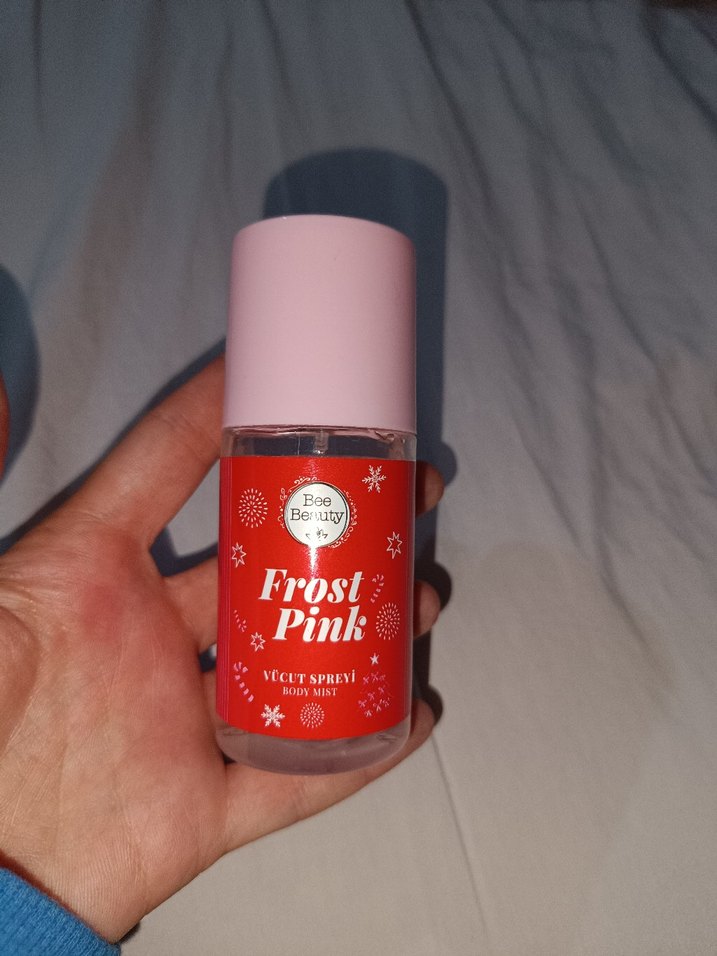 Bee
Beauty
Frost
Pink
VÜCUT SPREYİ
BODY MIST